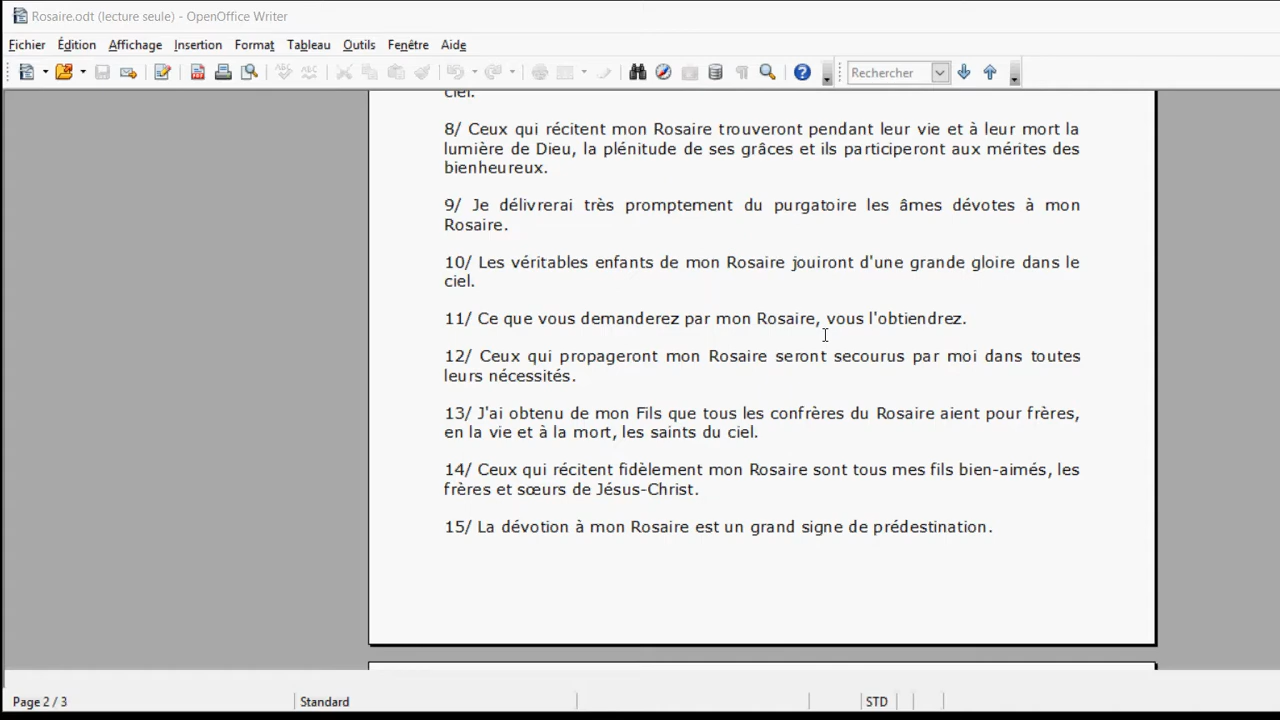 Rosaire.odt (lecture seule) - OpenOffice Writer
Fichier Édition Affichage Insertion Format Tableau Outils Fenêtre Aide
Rechercher
ciel.
8/ Ceux qui récitent mon Rosaire trouveront pendant leur vie et à leur mort la
lumière de Dieu, la plénitude de ses grâces et ils participeront aux mérites des
bienheureux.
9/ Je délivrerai très promptement du purgatoire les âmes dévotes à mon
Rosaire.
10/ Les véritables enfants de mon Rosaire jouiront d'une grande gloire dans le
ciel.
11/ Ce que vous demanderez par mon Rosaire, vous l'obtiendrez.
12/ Ceux qui propageront mon Rosaire seront secourus par moi dans toutes
leurs nécessités.
13/ J'ai obtenu de mon Fils que tous les confrères du Rosaire aient pour frères,
en la vie et à la mort, les saints du ciel.
14/ Ceux qui récitent fidèlement mon Rosaire sont tous mes fils bien-aimés, les
frères et sœurs de Jésus-Christ.
15/ La dévotion à mon Rosaire est un grand signe de prédestination.
Page 2 / 3 Standard STD